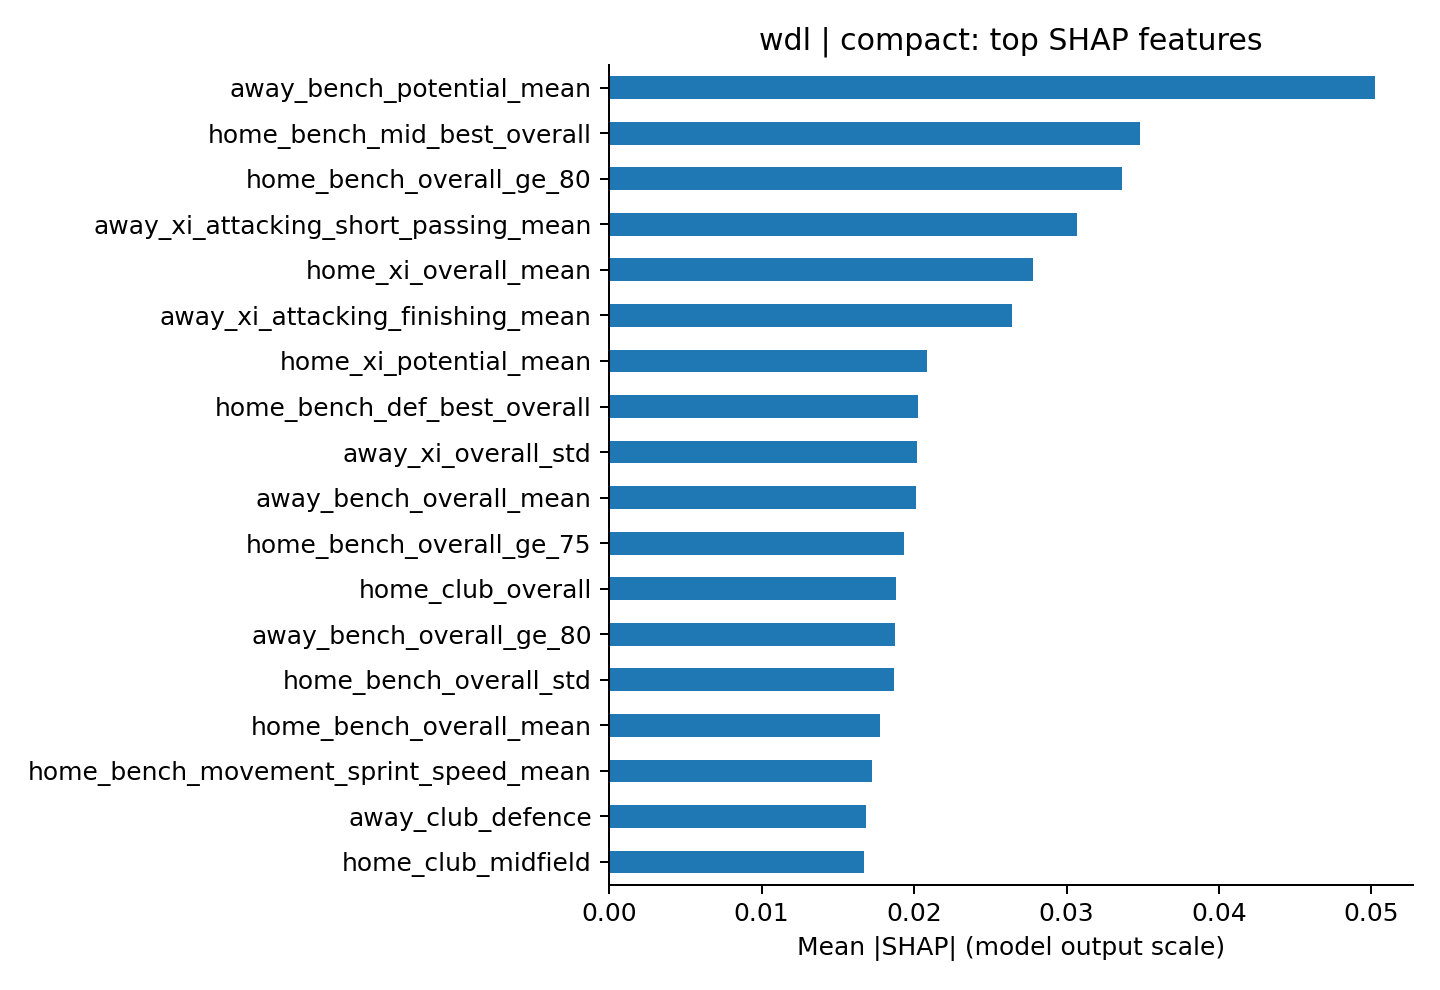 wdl | compact: top SHAP features
away_bench_potential_mean
home_bench_mid_best_overall
home_bench_overall_ge_80
away_xi_attacking_short_passing_mean
home_xi_overall_mean
away_xi_attacking_finishing_mean
home_xi_potential_mean
home_bench_def_best_overall
away_xi_overall_std
away_bench_overall_mean
home_bench_overall_ge_75
home_club_overall
away_bench_overall_ge_80
home_bench_overall_std
home_bench_overall_mean
home_bench_movement_sprint_speed_mean
away_club_defence
home_club_midfield
0.00 0.01 0.02 0.03 0.04 0.05
Mean |SHAP| (model output scale)